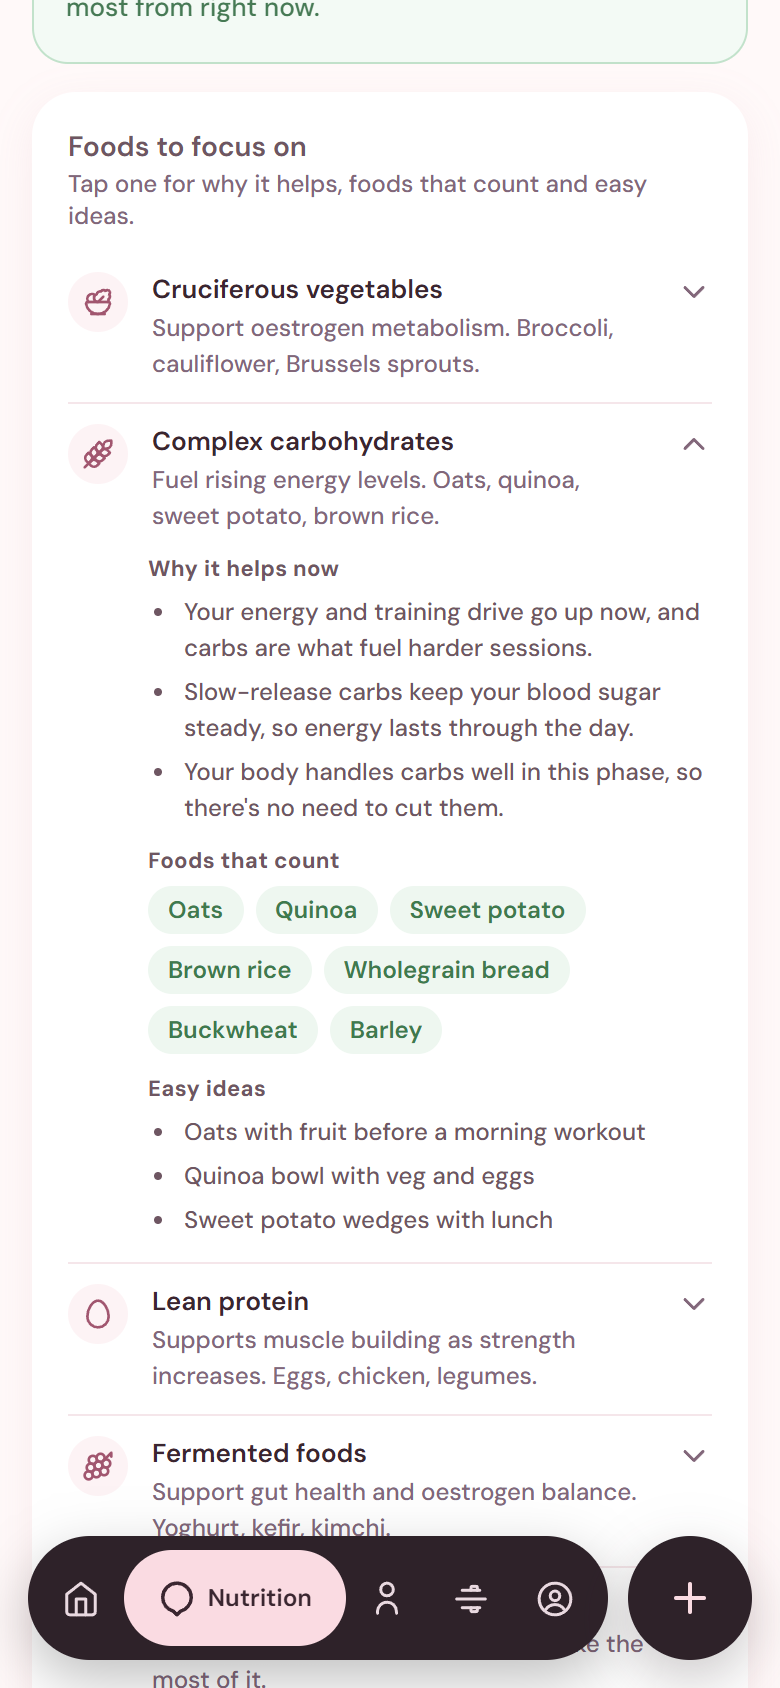 most from right now.
Foods to focus on
Tap one for why it helps, foods that count and easy
ideas.
Cruciferous vegetables
Support oestrogen metabolism. Broccoli,
cauliflower, Brussels sprouts.
Complex carbohydrates
Fuel rising energy levels. Oats, quinoa,
sweet potato, brown rice.
Why it helps now
• Your energy and training drive go up now, and
carbs are what fuel harder sessions.
• Slow-release carbs keep your blood sugar
steady, so energy lasts through the day.
• Your body handles carbs well in this phase, so
there's no need to cut them.
Foods that count
Oats Quinoa Sweet potato
Brown rice Wholegrain bread
Buckwheat Barley
Easy ideas
• Oats with fruit before a morning workout
• Quinoa bowl with veg and eggs
• Sweet potato wedges with lunch
Lean protein
Supports muscle building as strength
increases. Eggs, chicken, legumes.
Fermented foods
Support gut health and oestrogen balance.
Yoghurt, kefir, kimchi.
Nutrition
the
most of it.